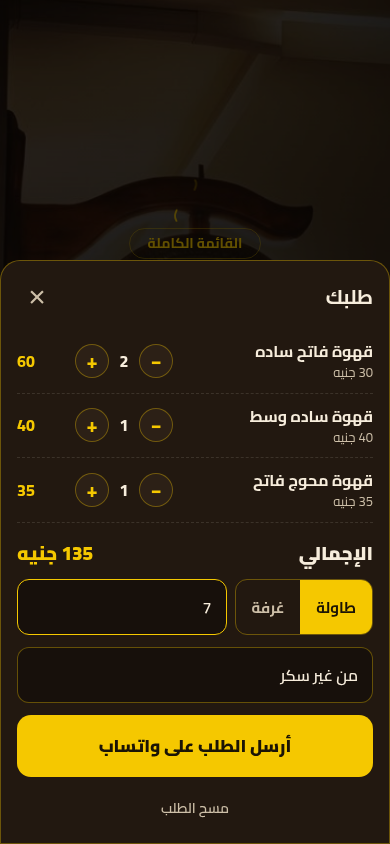 القائمة الكاملة
طلبك ✕
قهوة فاتح ساده
30 جنيه
− 2 + 60
قهوة ساده وسط
40 جنيه
− 1 + 40
قهوة محوج فاتح
35 جنيه
− 1 + 35
الإجمالي 135 جنيه
طاولة غرفة 7
من غير سكر
أرسل الطلب على واتساب
مسح الطلب